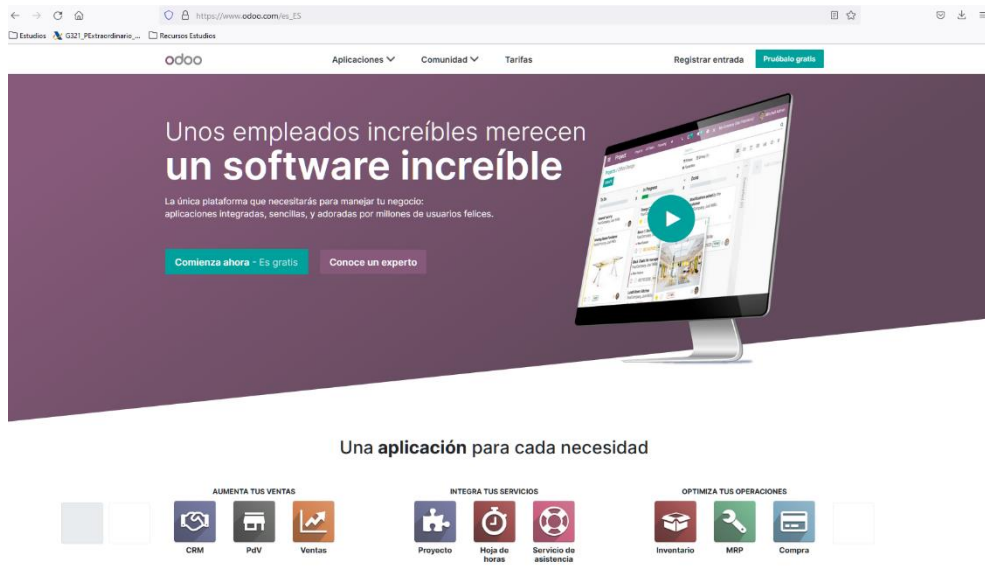 https://www.odoo.com/es_ES
Estudios G321_PExtraordinario_... Recursos Estudios
odoo Aplicaciones Comunidad Tarifas Registrar entrada Pruébalo gratis
Unos empleados increíbles merecen
un software increíble
La única plataforma que necesitarás para manejar tu negocio:
aplicaciones integradas, sencillas, y adoradas por millones de usuarios felices.
Comienza ahora - Es gratis Conoce un experto
Project
Una aplicación para cada necesidad
AUMENTA TUS VENTAS INTEGRA TUS SERVICIOS OPTIMIZA TUS OPERACIONES
CRM PdV Ventas Proyecto Hoja de Servicio de Inventario MRP Compra
horas asistencia